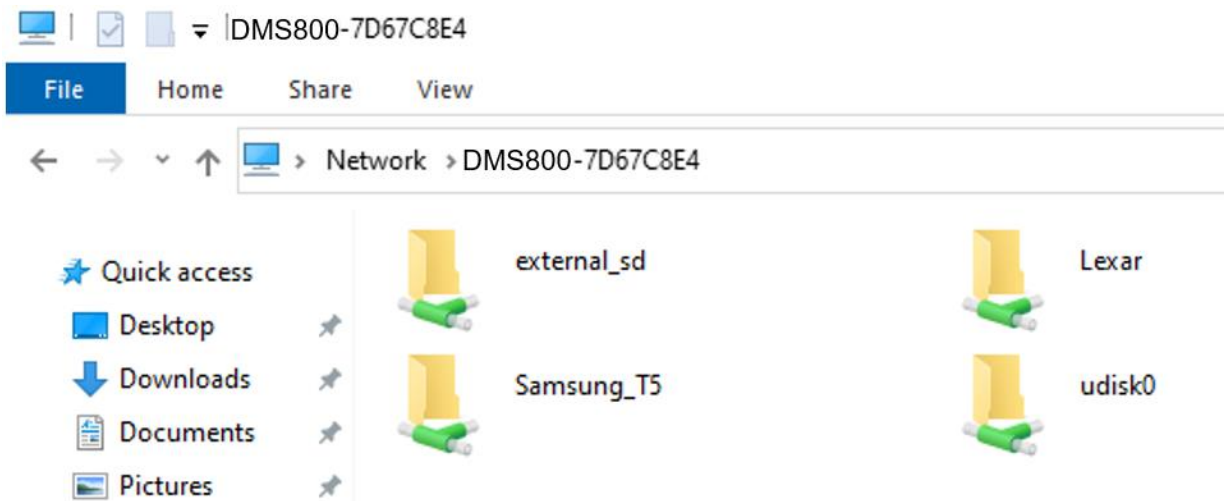 DMS800-7D67C8E4
File Home Share View
Network > DMS800-7D67C8E4
Quick access
Desktop
Downloads
Documents
Pictures
external_sd
Lexar
Samsung_T5
udisk0